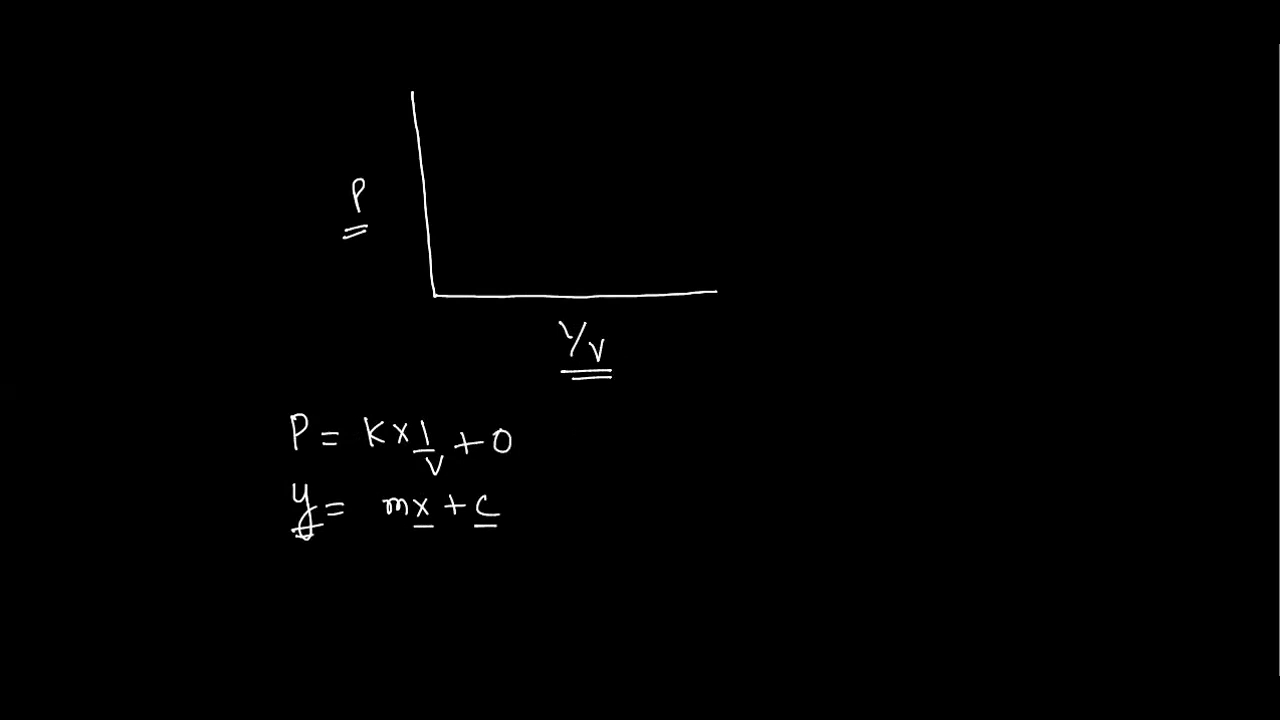 P
1/V
P = K × 1/V + 0
y = mx + c